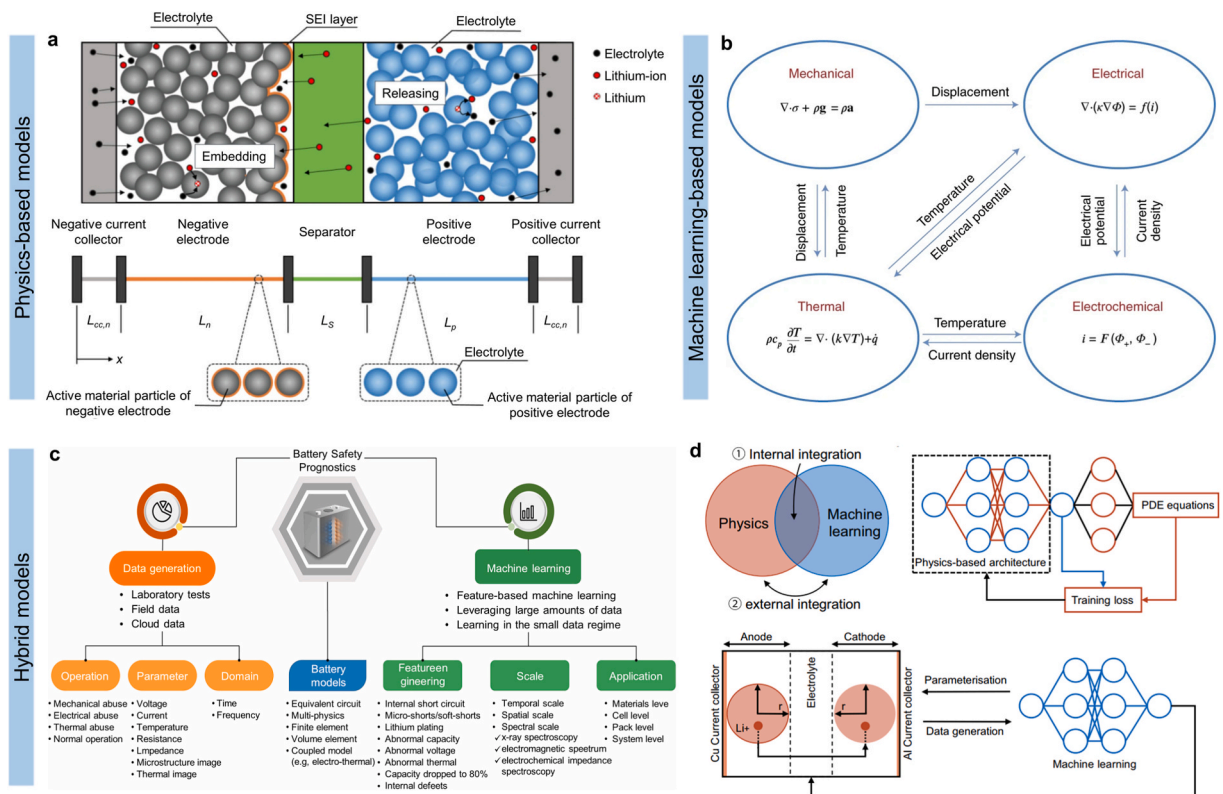 Physics-based models
a
Electrolyte
SEI layer
Electrolyte
Electrolyte
Lithium-ion
Lithium
Releasing
Embedding
Negative current
collector
Negative
electrode
Separator
Positive
electrode
Positive current
collector
L_cc,n
L_n
L_S
L_p
L_cc,n
x
Electrolyte
Active material particle of
negative electrode
Active material particle of
positive electrode
Machine learning-based models
b
Mechanical
∇·σ + ρg = ρa
Displacement
Electrical
∇·(κ∇Φ) = f(i)
Displacement
Temperature
Temperature
Electrical potential
Electrical
potential
Current
density
Thermal
ρc_p ∂T/∂t = ∇· (k∇T)+q̇
Temperature
Current density
Electrochemical
i = F(Φ₊, Φ₋)
Hybrid models
c
Battery Safety
Prognostics
Data generation
• Laboratory tests
• Field data
• Cloud data
Machine learning
• Feature-based machine learning
• Leveraging large amounts of data
• Learning in the small data regime
Operation
• Mechanical abuse
• Electrical abuse
• Thermal abuse
• Normal operation
Parameter
• Voltage
• Current
• Temperature
• Resistance
• Lmpedance
• Microstructure image
• Thermal image
Domain
• Time
• Frequency
Battery
models
• Equivalent circuit
• Multi-physics
• Finite element
• Volume element
• Coupled model
(e.g, electro-thermal)
Featureen
gineering
• Internal short circuit
• Micro-shorts/soft-shorts
• Lithium plating
• Abnormal capacity
• Abnormal voltage
• Abnormal thermal
• Capacity dropped to 80%
• Internal defects
Scale
• Temporal scale
• Spatial scale
• Spectral scale
✓x-ray spectroscopy
✓electromagnetic speetrum
✓electrochemical impedance
spectroscopy
Application
• Materials leve
• Cell level
• Pack level
• System level
d
① Internal integration
Physics
Machine
learning
② external integration
Physics-based architecture
PDE equations
Training loss
Anode
Cathode
Cu Current collector
r
Li+
Electrolyte
r
Al Current collector
Parameterisation
Data generation
Machine learning